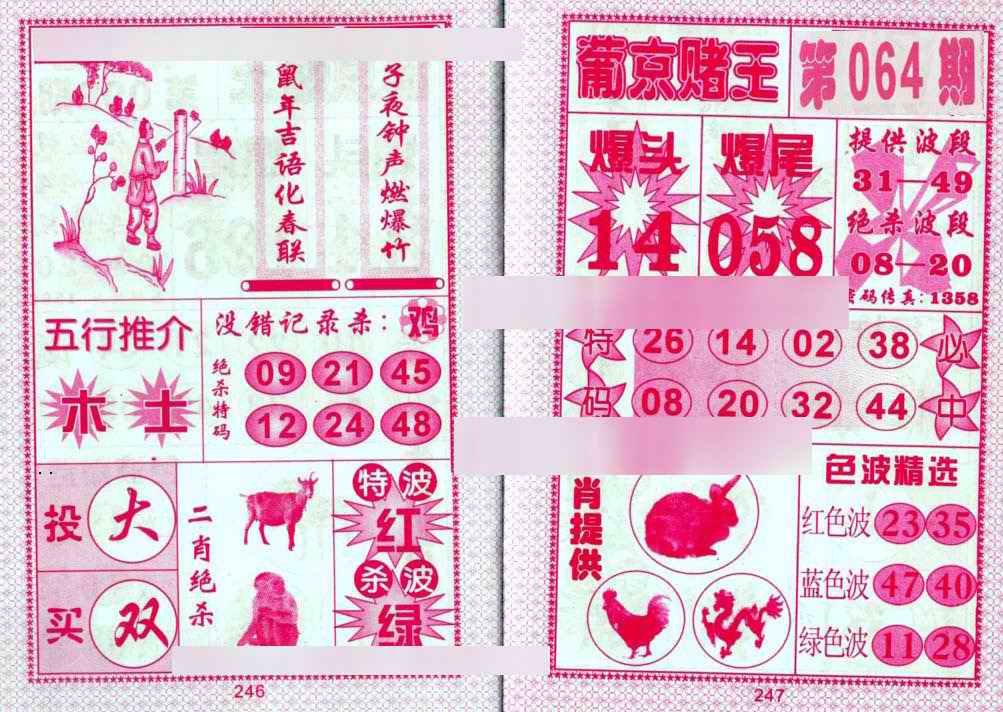 子夜钟声燃爆竹
鼠年吉语化春联
五行推介
木 土
没错记录杀：鸡
绝杀特码
09 21 45
12 24 48
投 大
买 双
二肖绝杀
特波
红
杀波
绿
246
葡京赌王
第064期
爆头
14
爆尾
058
提供波段
31—49
绝杀波段
08—20
密码传真：1358
特码
26 14 02 38
08 20 32 44
必中
肖提供
色波精选
红色波 23 35
蓝色波 47 40
绿色波 11 28
247